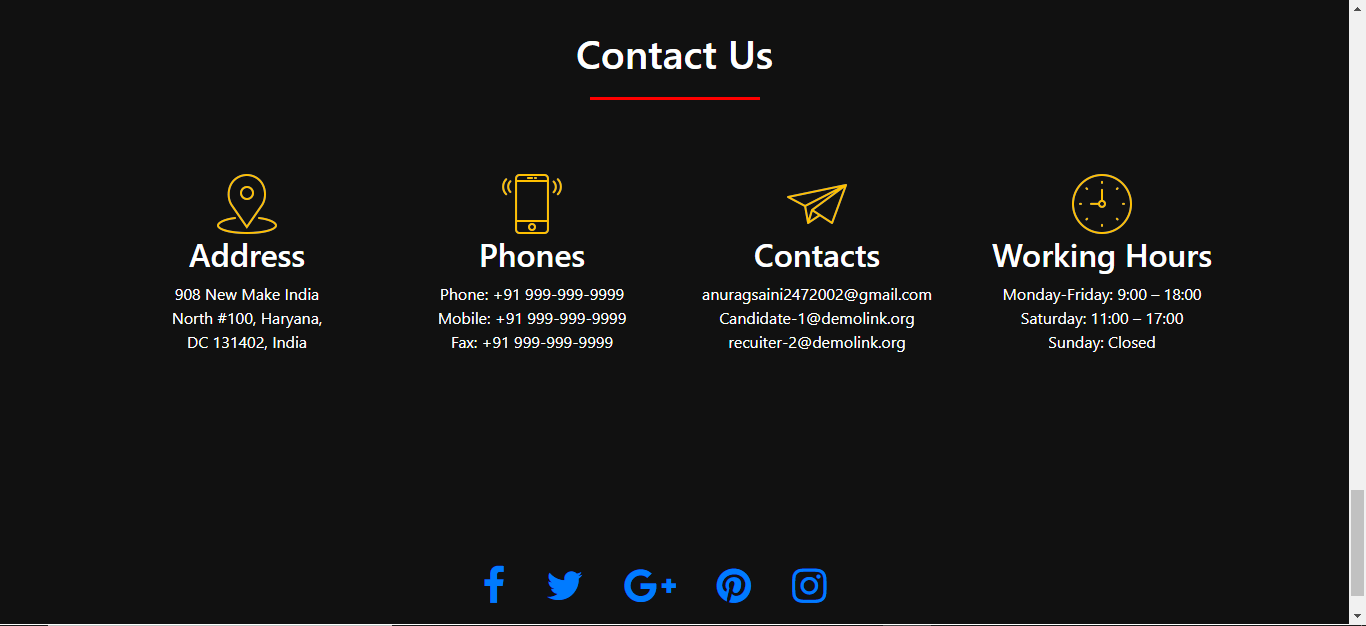 Contact Us
Address
908 New Make India
North #100, Haryana,
DC 131402, India
Phones
Phone: +91 999-999-9999
Mobile: +91 999-999-9999
Fax: +91 999-999-9999
Contacts
anuragsaini2472002@gmail.com
Candidate-1@demolink.org
recuiter-2@demolink.org
Working Hours
Monday-Friday: 9:00 – 18:00
Saturday: 11:00 – 17:00
Sunday: Closed